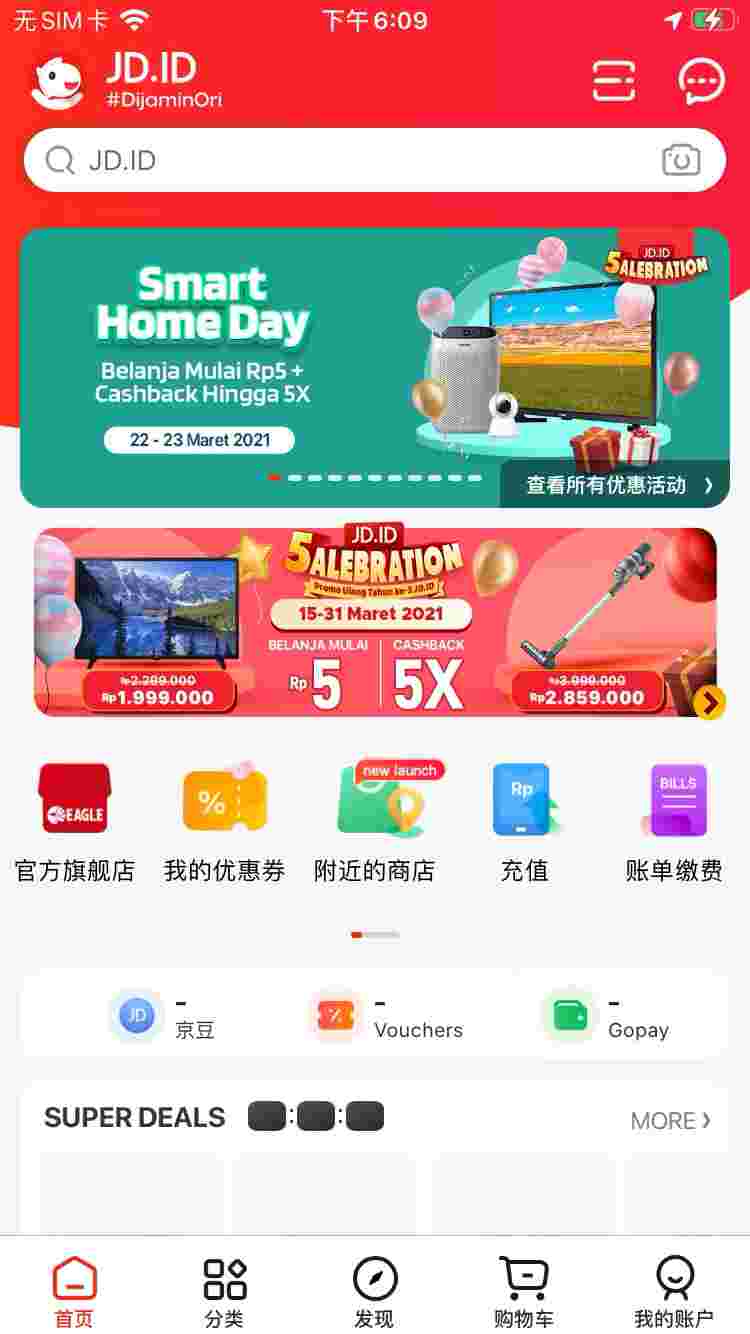 无SIM卡
下午6:09
JD.ID
#DijaminOri
JD.ID
Smart
Home Day
Belanja Mulai Rp5 +
Cashback Hingga 5X
22 - 23 Maret 2021
JD.ID
5ALEBRATION
查看所有优惠活动 ❯
JD.ID
5ALEBRATION
Promo Ulang Tahun ke-5 JD.ID
15-31 Maret 2021
BELANJA MULAI
Rp 5
CASHBACK
5X
Rp2.299.000
Rp1.999.000
Rp3.999.000
Rp2.859.000
EAGLE
%
new launch
Rp
BILLS
官方旗舰店
我的优惠券
附近的商店
充值
账单缴费
JD
-
京豆
%
-
Vouchers
-
Gopay
SUPER DEALS
: :
MORE ❯
首页
分类
发现
购物车
我的账户